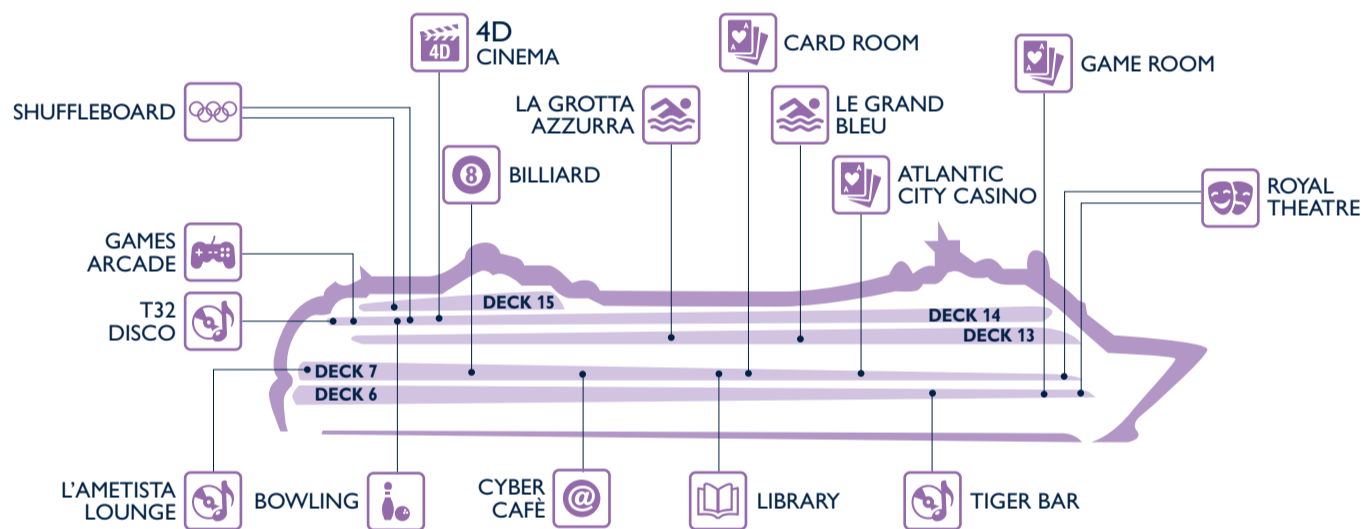 4D
CINEMA
CARD ROOM
GAME ROOM
SHUFFLEBOARD
LA GROTTA
AZZURRA
LE GRAND
BLEU
8
BILLIARD
ATLANTIC
CITY CASINO
ROYAL
THEATRE
GAMES
ARCADE
T32
DISCO
DECK 15
DECK 14
DECK 13
DECK 7
DECK 6
L'AMETISTA
LOUNGE
BOWLING
CYBER
CAFÈ
@
LIBRARY
TIGER BAR
4D
A
A
A